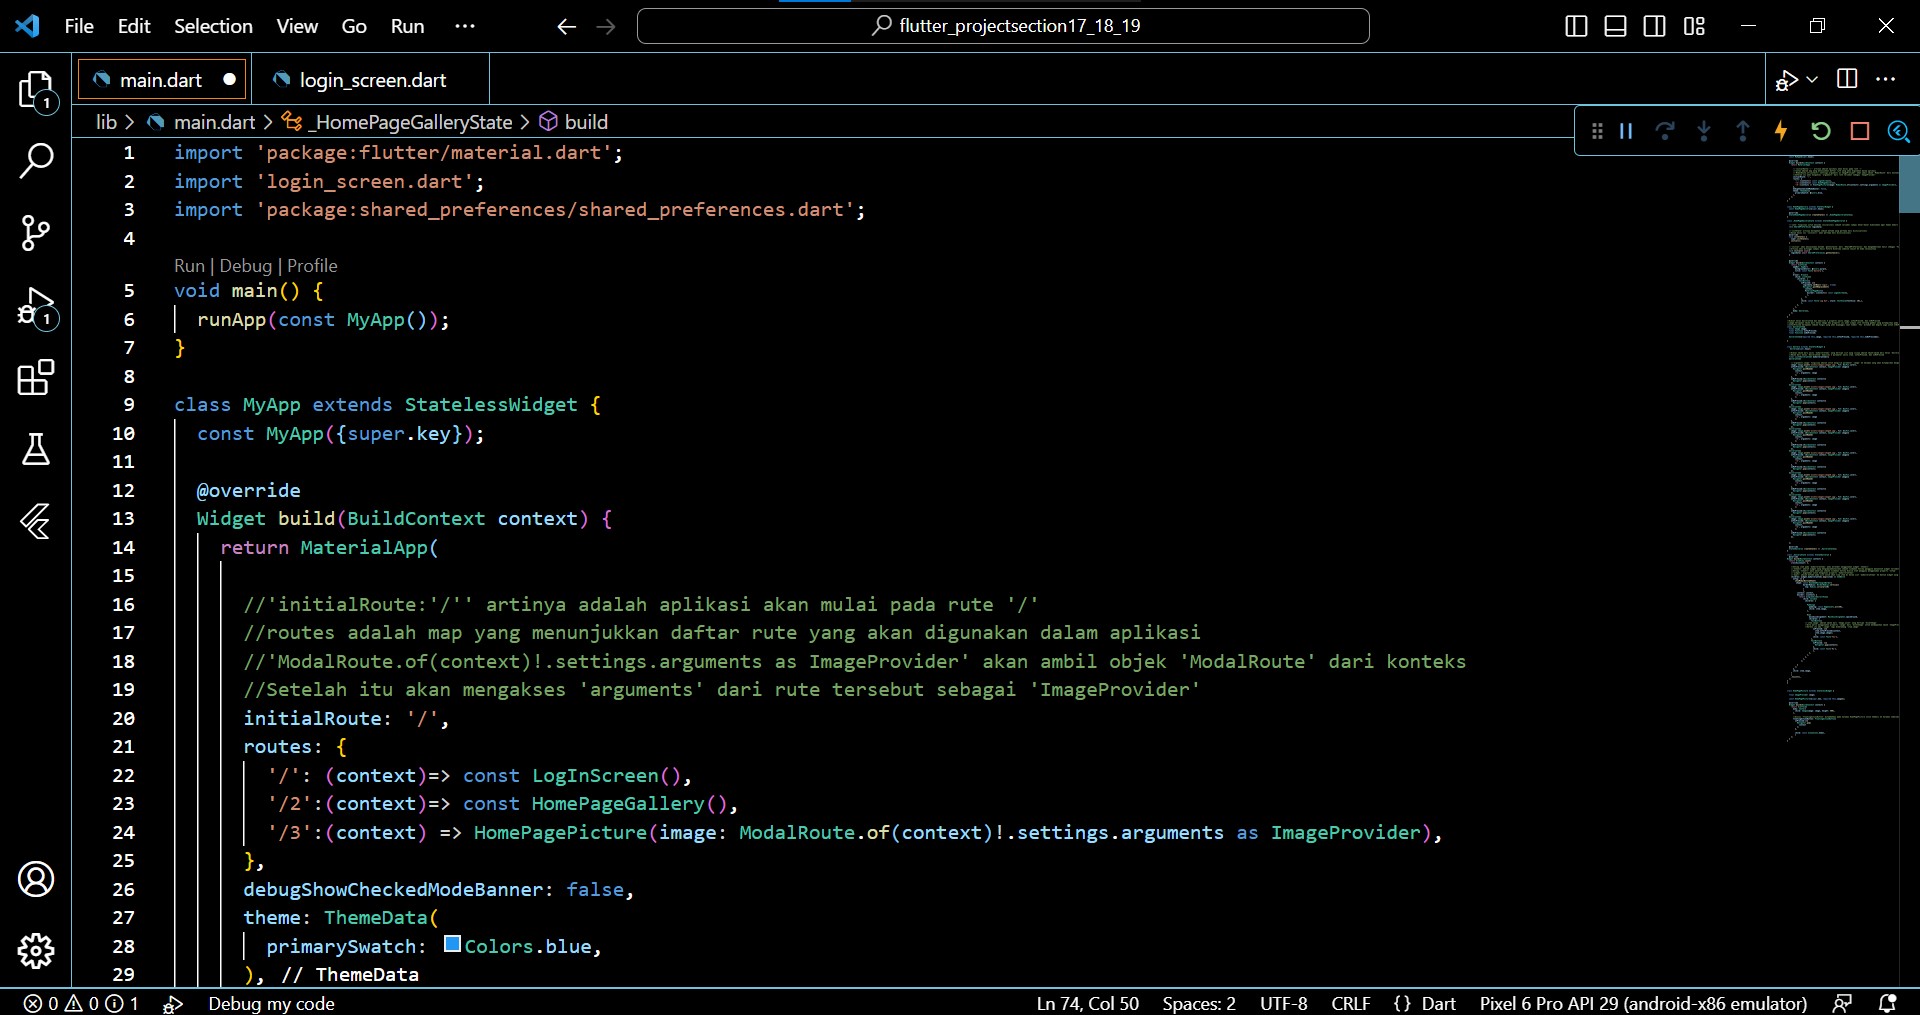 File Edit Selection View Go Run ··· flutter_projectsection17_18_19
main.dart login_screen.dart
lib > main.dart > _HomePageGalleryState > build
1 import 'package:flutter/material.dart';
2 import 'login_screen.dart';
3 import 'package:shared_preferences/shared_preferences.dart';
4
Run | Debug | Profile
5 void main() {
6 runApp(const MyApp());
7 }
8
9 class MyApp extends StatelessWidget {
10 const MyApp({super.key});
11
12 @override
13 Widget build(BuildContext context) {
14 return MaterialApp(
15
16 //'initialRoute:'/'' artinya adalah aplikasi akan mulai pada rute '/'
17 //routes adalah map yang menunjukkan daftar rute yang akan digunakan dalam aplikasi
18 //'ModalRoute.of(context)!.settings.arguments as ImageProvider' akan ambil objek 'ModalRoute' dari konteks
19 //Setelah itu akan mengakses 'arguments' dari rute tersebut sebagai 'ImageProvider'
20 initialRoute: '/',
21 routes: {
22 '/': (context)=> const LogInScreen(),
23 '/2':(context)=> const HomePageGallery(),
24 '/3':(context) => HomePagePicture(image: ModalRoute.of(context)!.settings.arguments as ImageProvider),
25 },
26 debugShowCheckedModeBanner: false,
27 theme: ThemeData(
28 primarySwatch: Colors.blue,
29 ), // ThemeData
1
1
0 0 1 Debug my code Ln 74, Col 50 Spaces: 2 UTF-8 CRLF {} Dart Pixel 6 Pro API 29 (android-x86 emulator)